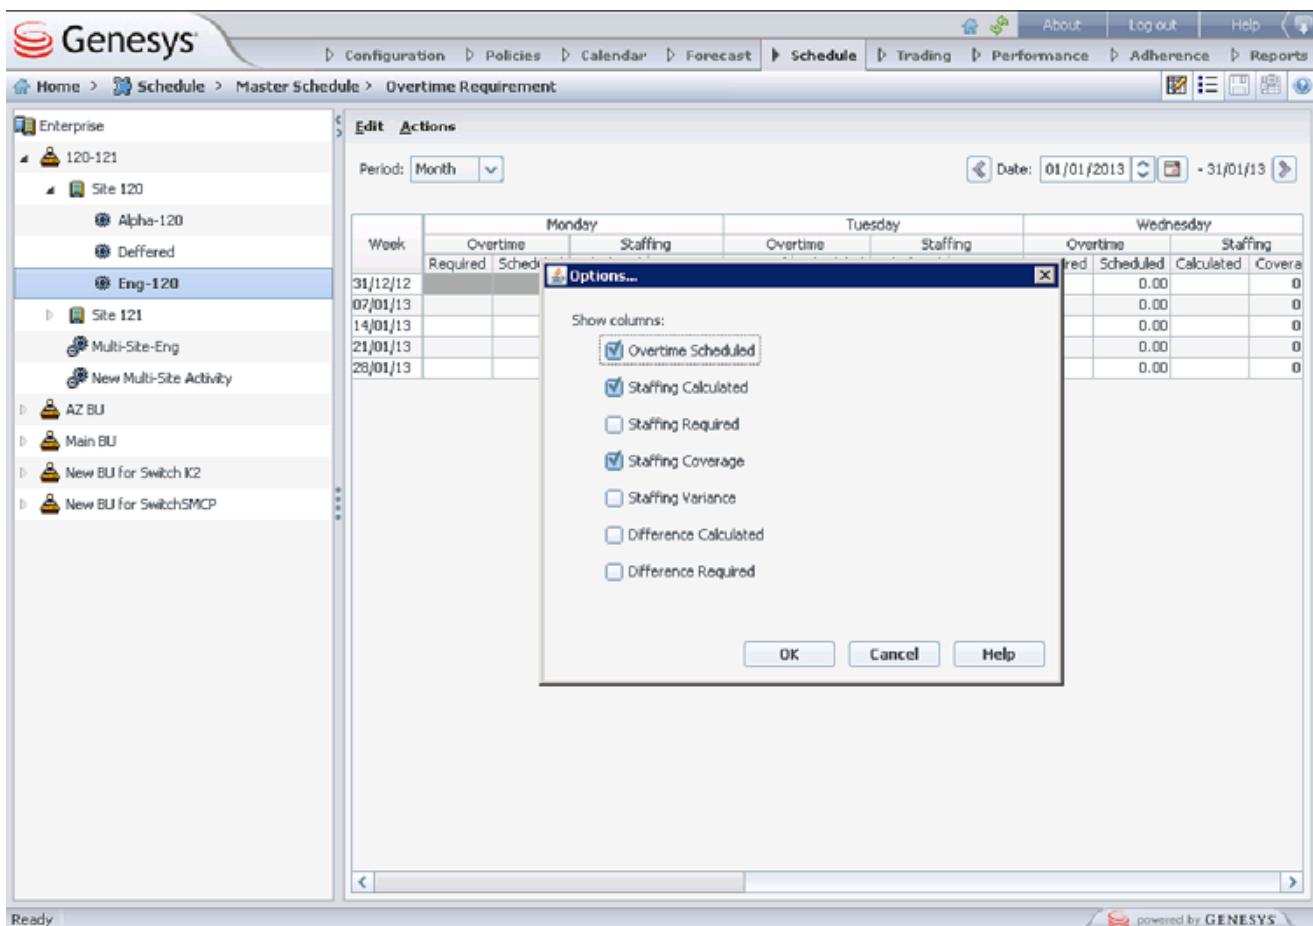 Genesys
About Log out Help
Configuration Policies Calendar Forecast Schedule Trading Performance Adherence Reports
Home > Schedule > Master Schedule > Overtime Requirement
Enterprise
120-121
Site 120
Alpha-120
Deffered
Eng-120
Site 121
Multi-Site-Eng
New Multi-Site Activity
AZ BU
Main BU
New BU for Switch K2
New BU for SwitchSMCP
Edit Actions
Period: Month
Date: 01/01/2013 - 31/01/13
Monday Tuesday Wednesday
Week Overtime Staffing Overtime Staffing Overtime Staffing
Required Scheduled Calculated
31/12/12 0.00 0
07/01/13 0.00 0
14/01/13 0.00 0
21/01/13 0.00 0
28/01/13 0.00 0
Options...
Show columns:
Overtime Scheduled
Staffing Calculated
Staffing Required
Staffing Coverage
Staffing Variance
Difference Calculated
Difference Required
OK Cancel Help
Ready
powered by GENESYS